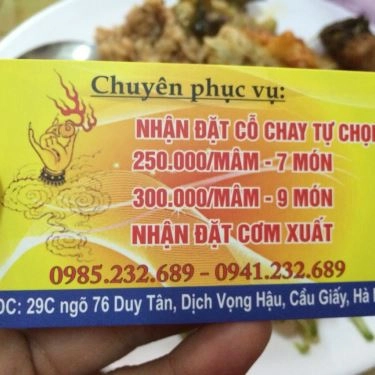 Chuyên phục vụ:
NHẬN ĐẶT CỖ CHAY TỰ CHỌN
250.000/MÂM - 7 MÓN
300.000/MÂM - 9 MÓN
NHẬN ĐẶT CƠM XUẤT
0985.232.689 - 0941.232.689
ĐC: 29C ngõ 76 Duy Tân, Dịch Vọng Hậu, Cầu Giấy, Hà